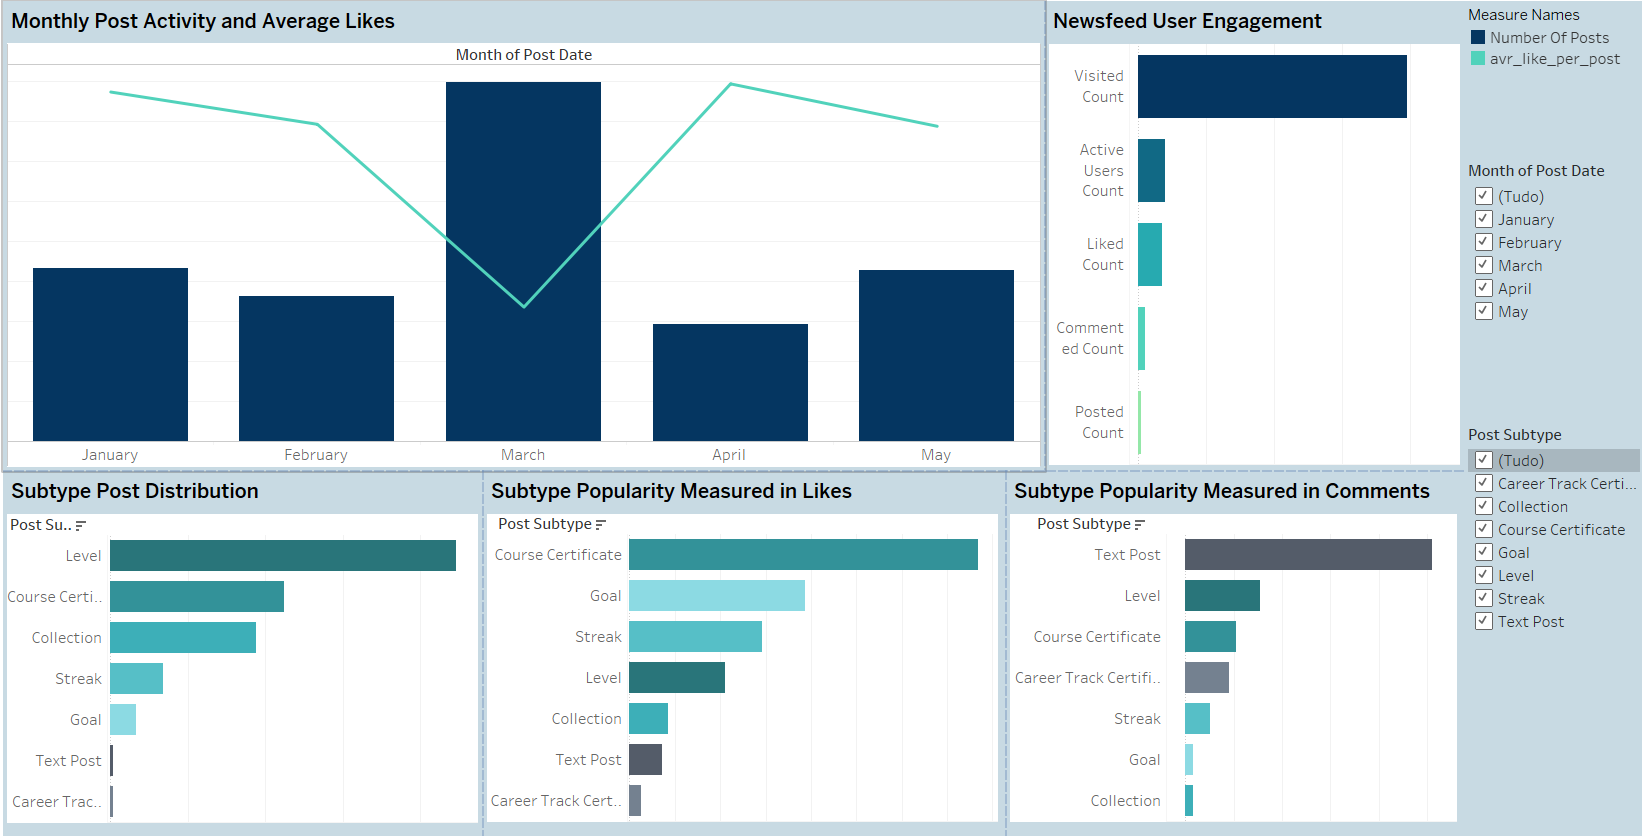 Monthly Post Activity and Average Likes
Month of Post Date
January
February
March
April
May
Newsfeed User Engagement
Visited
Count
Active
Users
Count
Liked
Count
Comment
ed Count
Posted
Count
Measure Names
Number Of Posts
avr_like_per_post
Month of Post Date
(Tudo)
January
February
March
April
May
Post Subtype
(Tudo)
Career Track Certi...
Collection
Course Certificate
Goal
Level
Streak
Text Post
Subtype Post Distribution
Post Su..
Level
Course Certi..
Collection
Streak
Goal
Text Post
Career Trac..
Subtype Popularity Measured in Likes
Post Subtype
Course Certificate
Goal
Streak
Level
Collection
Text Post
Career Track Cert..
Subtype Popularity Measured in Comments
Post Subtype
Text Post
Level
Course Certificate
Career Track Certifi..
Streak
Goal
Collection